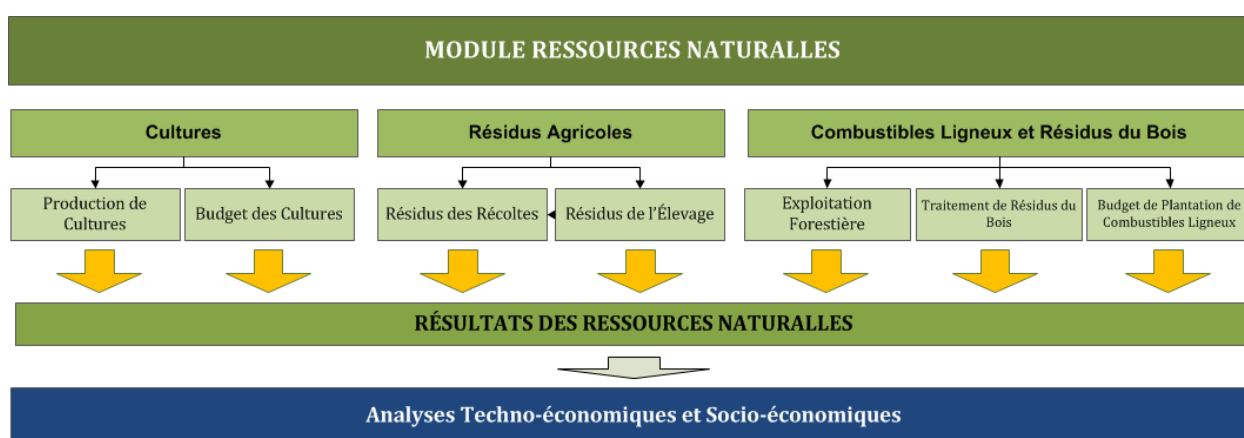 MODULE RESSOURCES NATURALLES
Cultures
Résidus Agricoles
Combustibles Ligneux et Résidus du Bois
Production de
Cultures
Budget des Cultures
Résidus des Récoltes
Résidus de l'Élevage
Exploitation
Forestière
Traitement de Résidus du
Bois
Budget de Plantation de
Combustibles Ligneux
RÉSULTATS DES RESSOURCES NATURALLES
Analyses Techno-économiques et Socio-économiques